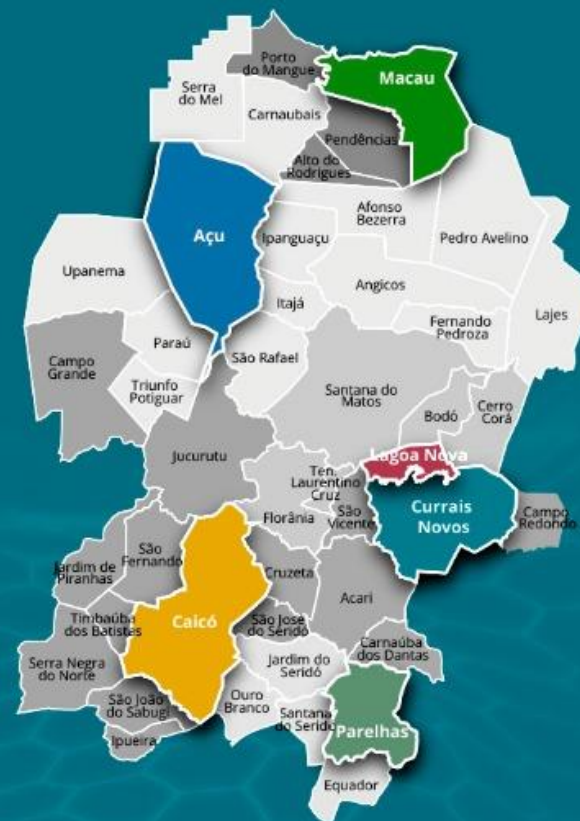 Porto
do Mangue
Macau
Serra
do Mel
Carnaubais
Pendências
Alto do
Rodrigues
Afonso
Bezerra
Pedro Avelino
Açu
Ipanguaçu
Upanema
Angicos
Itajá
Lajes
Fernando
Pedroza
Paraú
São Rafael
Campo
Grande
Triunfo
Potiguar
Santana do
Matos
Bodó
Cerro
Corá
Jucurutu
Lagoa Nova
Ten.
Laurentino
Cruz
Currais
Novos
Florânia
São
Vicente
Campo
Redondo
São
Fernando
Jardim de
Piranhas
Cruzeta
Acari
Timbaúba
dos Batistas
Caicó
São Jose
do Seridó
Carnaúba
dos Dantas
Serra Negra
do Norte
Jardim do
Seridó
São João
do Sabugi
Ouro
Branco
Santana
do Seridó
Parelhas
Ipueira
Equador